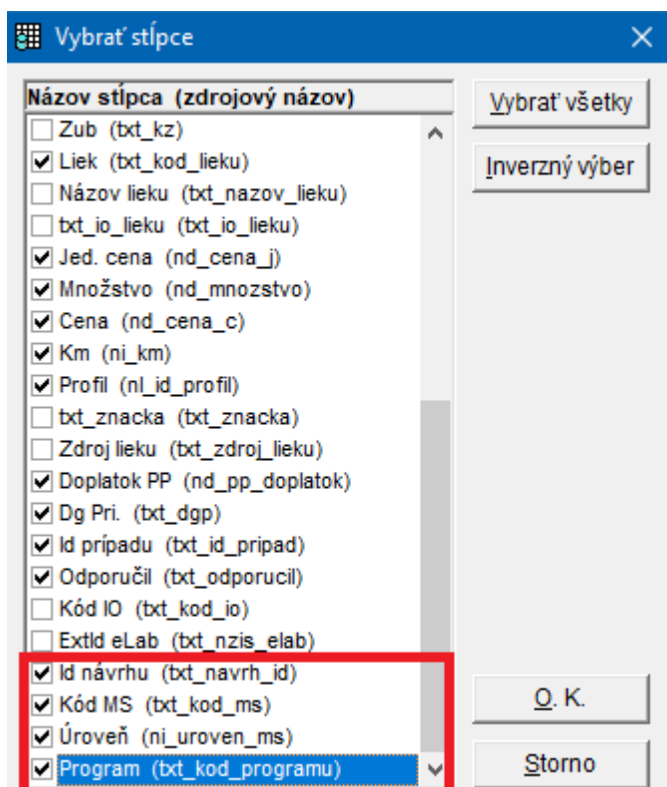 Vybrať stĺpce
Názov stĺpca (zdrojový názov)
Zub (txt_kz)
Liek (txt_kod_lieku)
Názov lieku (txt_nazov_lieku)
txt_io_lieku (txt_io_lieku)
Jed. cena (nd_cena_j)
Množstvo (nd_mnozstvo)
Cena (nd_cena_c)
Km (ni_km)
Profil (nl_id_profil)
txt_znacka (txt_znacka)
Zdroj lieku (txt_zdroj_lieku)
Doplatok PP (nd_pp_doplatok)
Dg Pri. (txt_dgp)
Id prípadu (txt_id_pripad)
Odporučil (txt_odporucil)
Kód IO (txt_kod_io)
ExtId eLab (txt_nzis_elab)
Id návrhu (txt_navrh_id)
Kód MS (txt_kod_ms)
Úroveň (ni_uroven_ms)
Program (txt_kod_programu)
Vybrať všetky
Inverzný výber
O. K.
Storno